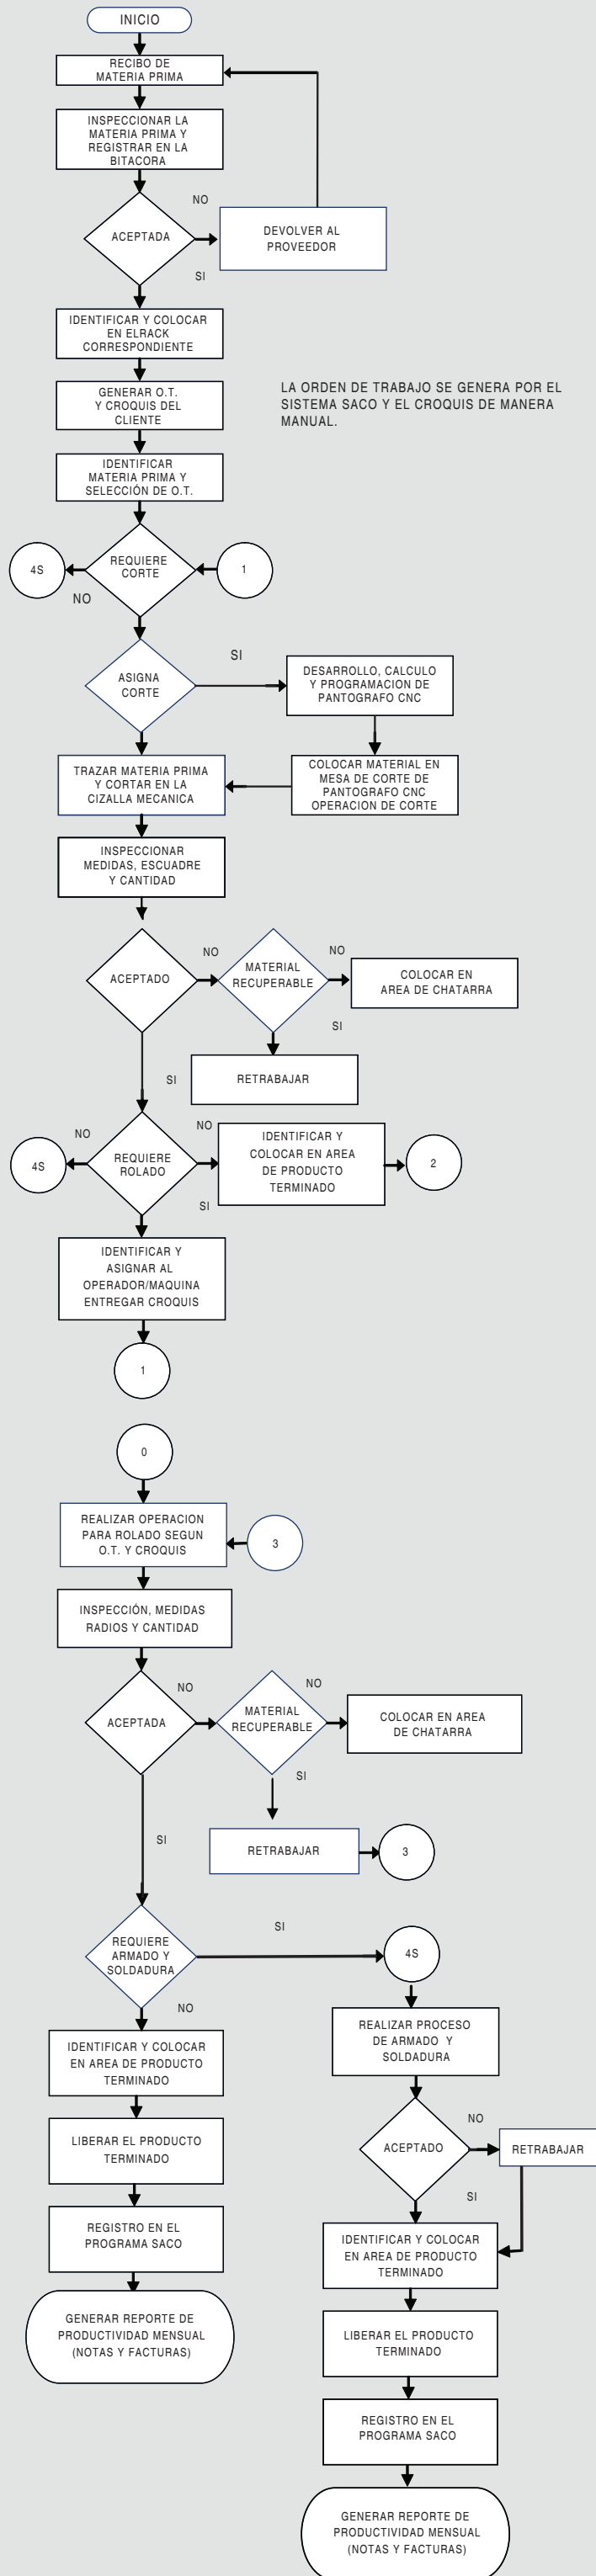 INICIO
RECIBO DE
MATERIA PRIMA
INSPECCIONAR LA
MATERIA PRIMA Y
REGISTRAR EN LA
BITACORA
NO
ACEPTADA
DEVOLVER AL
PROVEEDOR
SI
IDENTIFICAR Y COLOCAR
EN ELRACK
CORRESPONDIENTE
GENERAR O.T.
Y CROQUIS DEL
CLIENTE
LA ORDEN DE TRABAJO SE GENERA POR EL
SISTEMA SACO Y EL CROQUIS DE MANERA
MANUAL.
IDENTIFICAR
MATERIA PRIMA Y
SELECCIÓN DE O.T.
4S
REQUIERE
CORTE
1
NO
ASIGNA
CORTE
SI
DESARROLLO, CALCULO
Y PROGRAMACION DE
PANTOGRAFO CNC
TRAZAR MATERIA PRIMA
Y CORTAR EN LA
CIZALLA MECANICA
COLOCAR MATERIAL EN
MESA DE CORTE DE
PANTOGRAFO CNC
OPERACION DE CORTE
INSPECCIONAR
MEDIDAS, ESCUADRE
Y CANTIDAD
ACEPTADO
NO
MATERIAL
RECUPERABLE
NO
COLOCAR EN
AREA DE CHATARRA
SI
RETRABAJAR
SI
NO
4S
REQUIERE
ROLADO
NO
IDENTIFICAR Y
COLOCAR EN AREA
DE PRODUCTO
TERMINADO
2
SI
IDENTIFICAR Y
ASIGNAR AL
OPERADOR/MAQUINA
ENTREGAR CROQUIS
1
0
REALIZAR OPERACION
PARA ROLADO SEGUN
O.T. Y CROQUIS
3
INSPECCIÓN, MEDIDAS
RADIOS Y CANTIDAD
ACEPTADA
NO
MATERIAL
RECUPERABLE
NO
COLOCAR EN AREA
DE CHATARRA
SI
RETRABAJAR
3
SI
REQUIERE
ARMADO Y
SOLDADURA
SI
4S
NO
IDENTIFICAR Y COLOCAR
EN AREA DE PRODUCTO
TERMINADO
LIBERAR EL PRODUCTO
TERMINADO
REGISTRO EN EL
PROGRAMA SACO
GENERAR REPORTE DE
PRODUCTIVIDAD MENSUAL
(NOTAS Y FACTURAS)
REALIZAR PROCESO
DE ARMADO Y
SOLDADURA
ACEPTADO
NO
RETRABAJAR
SI
IDENTIFICAR Y COLOCAR
EN AREA DE PRODUCTO
TERMINADO
LIBERAR EL PRODUCTO
TERMINADO
REGISTRO EN EL
PROGRAMA SACO
GENERAR REPORTE DE
PRODUCTIVIDAD MENSUAL
(NOTAS Y FACTURAS)